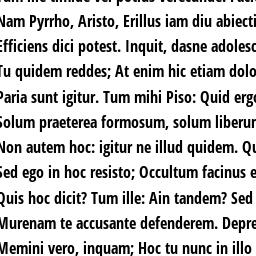 Nam Pyrrho, Aristo, Erillus iam diu abiecti
Efficiens dici potest. Inquit, dasne adolesc
Tu quidem reddes; At enim hic etiam dolo
Paria sunt igitur. Tum mihi Piso: Quid erg
Solum praeterea formosum, solum liberur
Non autem hoc: igitur ne illud quidem. Qu
Sed ego in hoc resisto; Occultum facinus e
Quis hoc dicit? Tum ille: Ain tandem? Sed
Murenam te accusante defenderem. Depre
Memini vero, inquam; Hoc tu nunc in illo